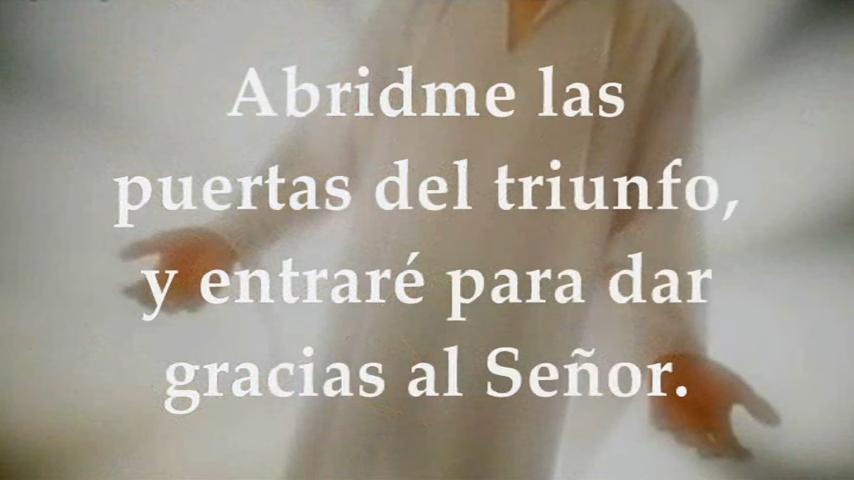 Abridme las
puertas del triunfo,
y entraré para dar
gracias al Señor.